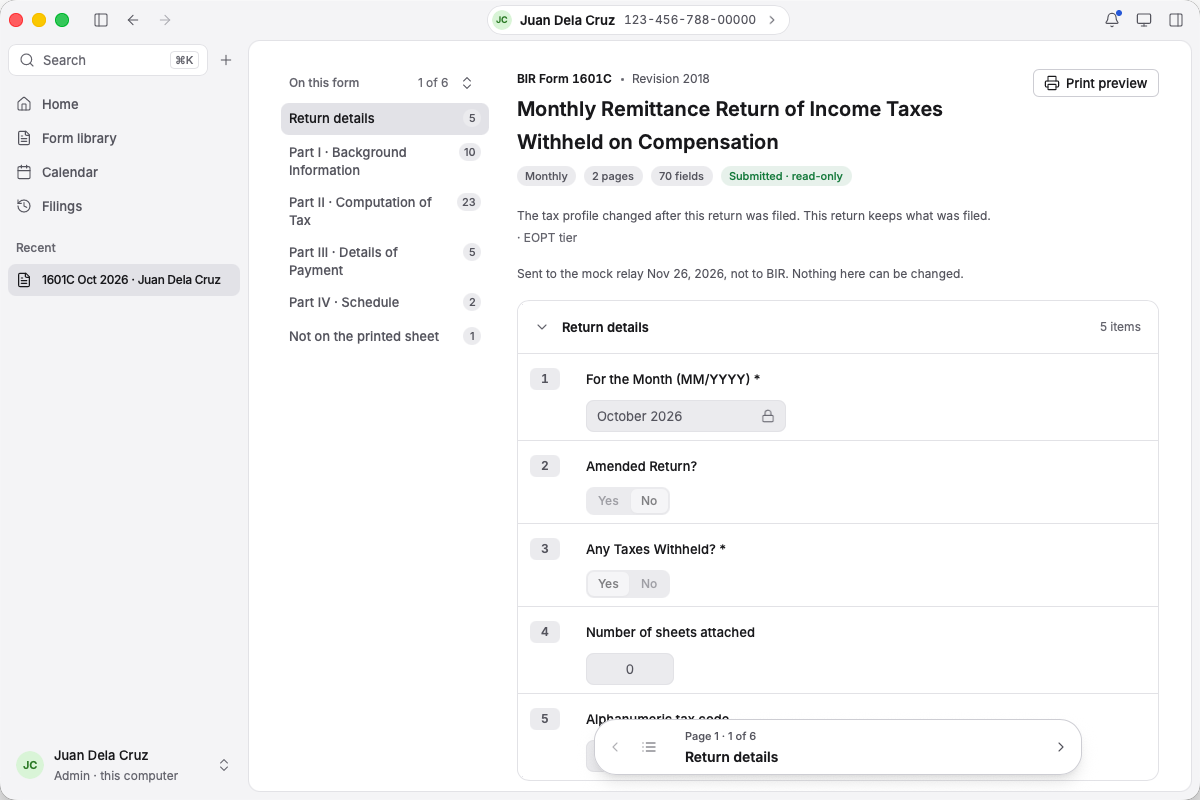 JC Juan Dela Cruz 123-456-788-00000
Search ⌘K
Home
Form library
Calendar
Filings
Recent
1601C Oct 2026 · Juan Dela Cruz
JC
Juan Dela Cruz
Admin · this computer
On this form 1 of 6
Return details 5
Part I · Background 10
Information
Part II · Computation of 23
Tax
Part III · Details of 5
Payment
Part IV · Schedule 2
Not on the printed sheet 1
BIR Form 1601C · Revision 2018
Print preview
Monthly Remittance Return of Income Taxes
Withheld on Compensation
Monthly 2 pages 70 fields Submitted · read-only
The tax profile changed after this return was filed. This return keeps what was filed.
· EOPT tier
Sent to the mock relay Nov 26, 2026, not to BIR. Nothing here can be changed.
Return details 5 items
1 For the Month (MM/YYYY) *
October 2026
2 Amended Return?
Yes No
3 Any Taxes Withheld? *
Yes No
4 Number of sheets attached
0
5 Alphanumeric tax code
Page 1 · 1 of 6
Return details